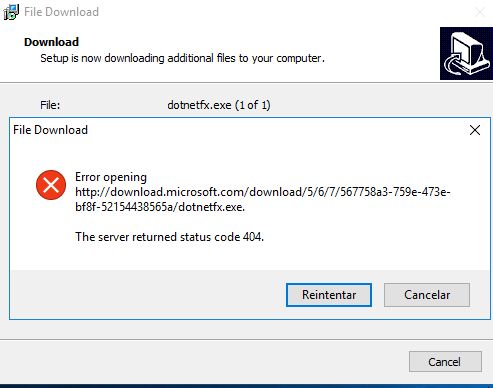 File Download
Download
Setup is now downloading additional files to your computer.
File: dotnetfx.exe (1 of 1)
File Download
Error opening
http://download.microsoft.com/download/5/6/7/567758a3-759e-473e-
bf8f-52154438565a/dotnetfx.exe.
The server returned status code 404.
Reintentar Cancelar
Cancel